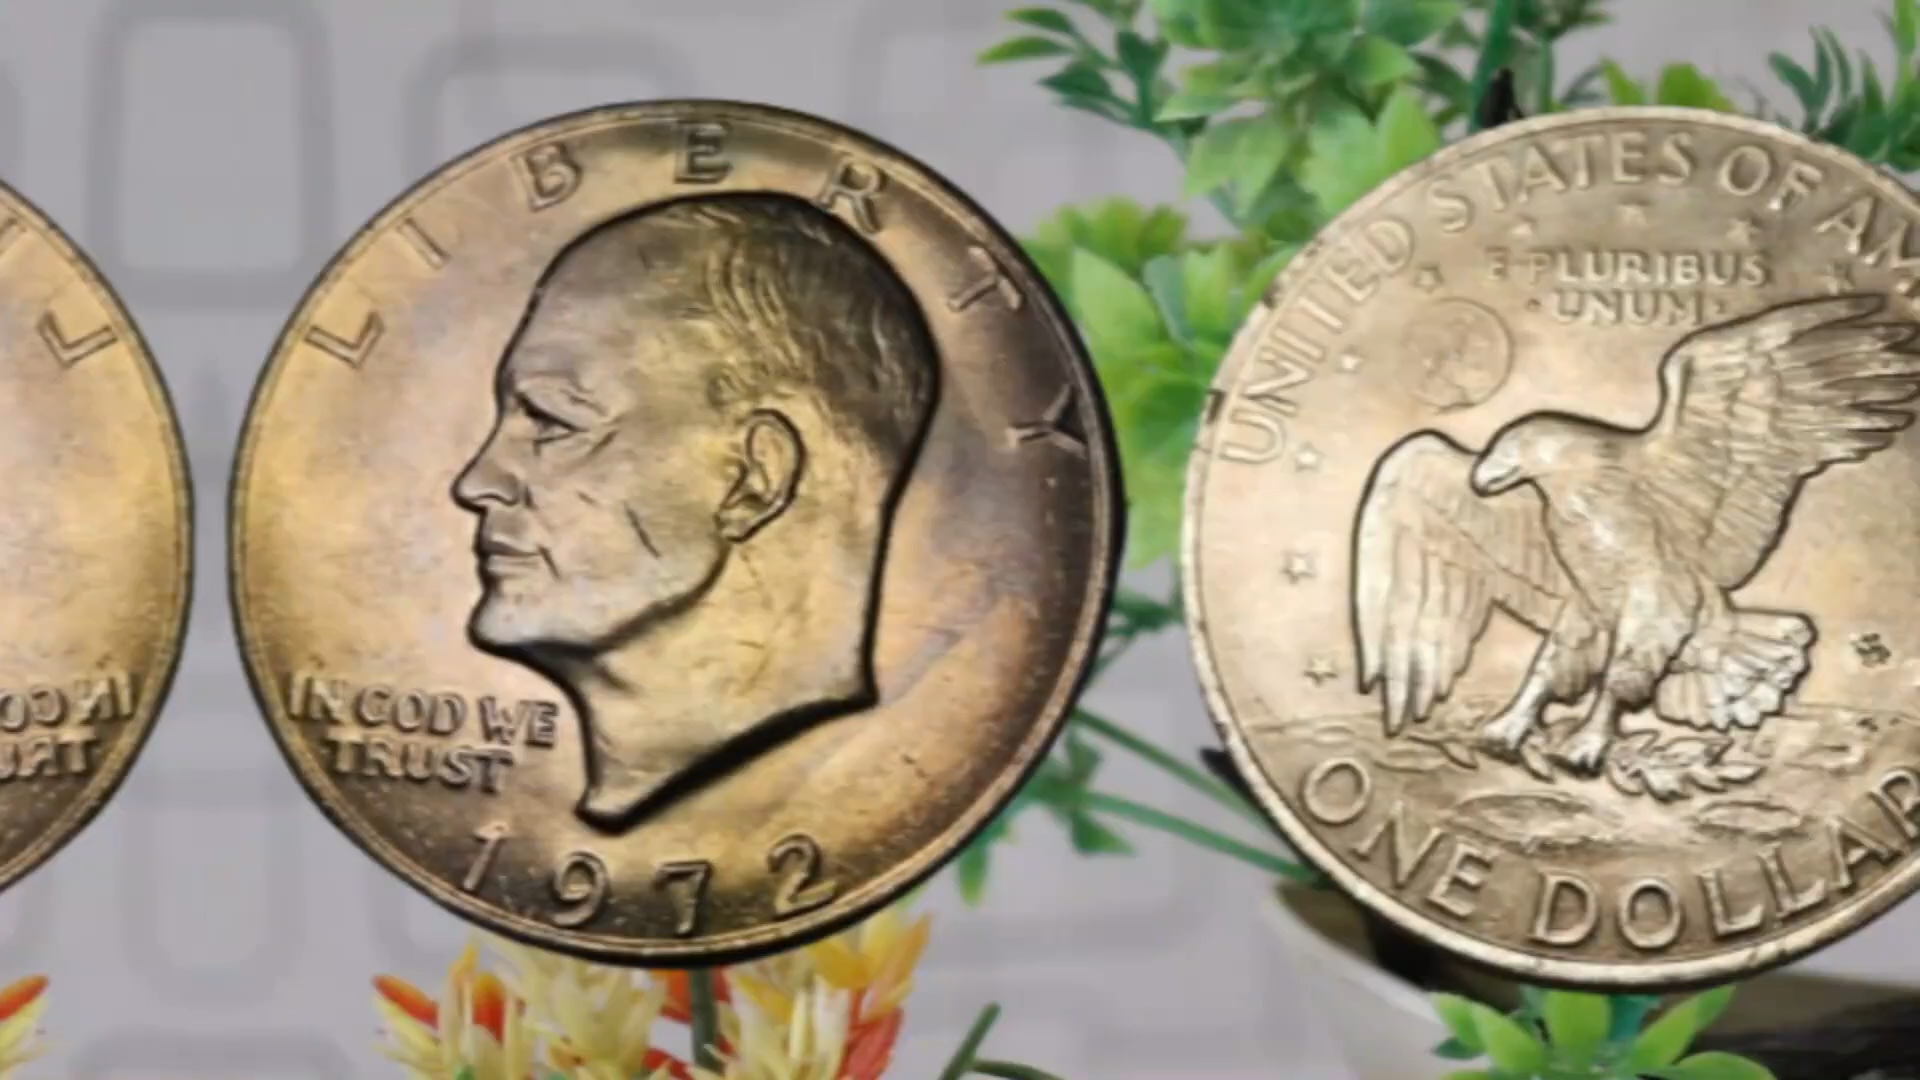 LIBERTY
IN GOD WE
TRUST
1972
UNITED STATES OF AM
E PLURIBUS
UNUM
ONE DOLLAR